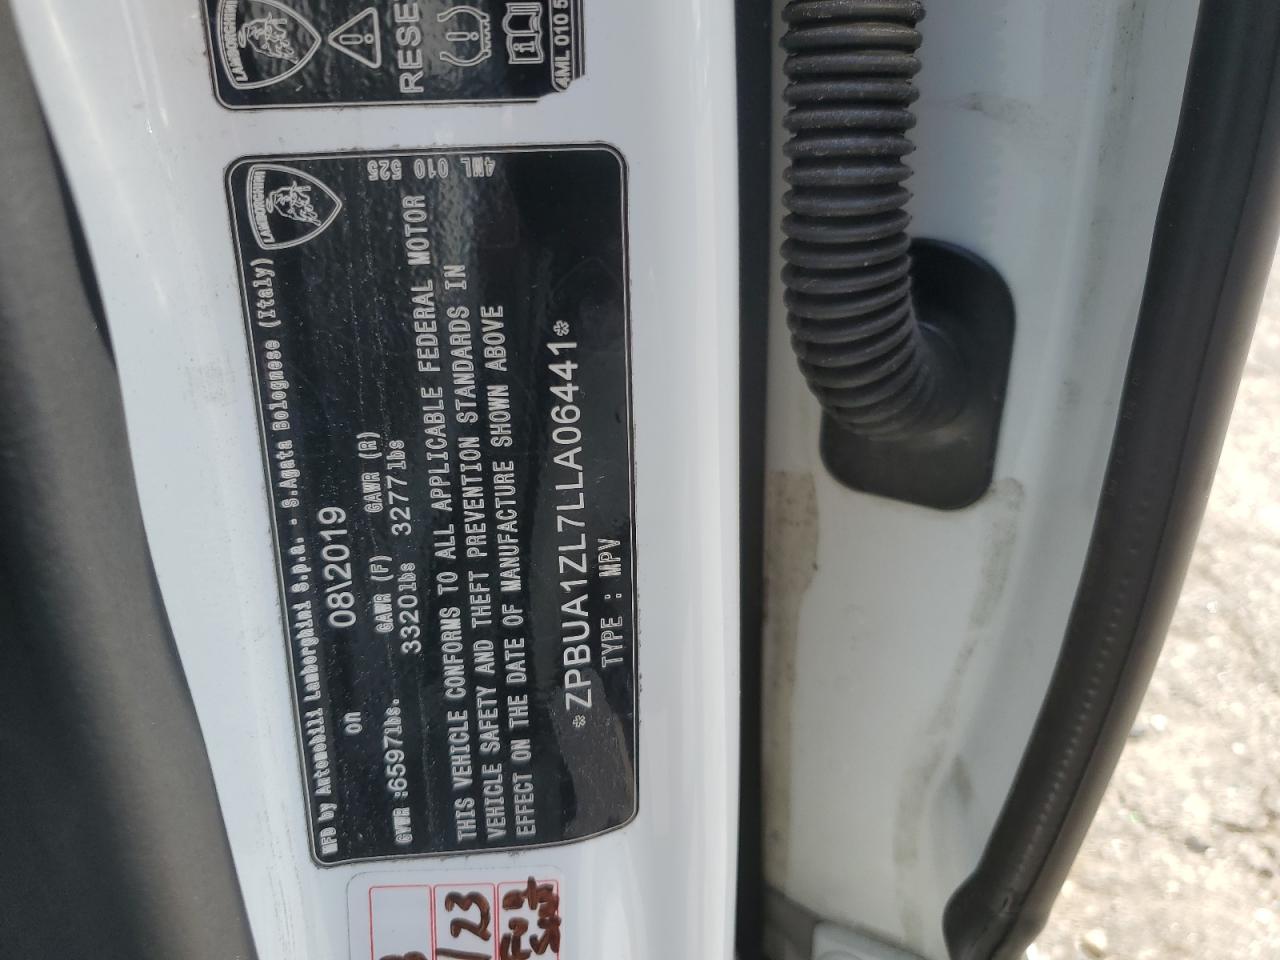 LAMBORGHINI
RESE
4ML 010 5
LAMBORGHINI
4ML 010 525
MFD by Automobili Lamborghini S.p.a. - S.Agata Bolognese (Italy)
on 08\2019
GAWR (F) GAWR (R)
GVWR :6597lbs. 3320lbs 3277lbs
THIS VEHICLE CONFORMS TO ALL APPLICABLE FEDERAL MOTOR
VEHICLE SAFETY AND THEFT PREVENTION STANDARDS IN
EFFECT ON THE DATE OF MANUFACTURE SHOWN ABOVE
*ZPBUA1ZL7LLA06441*
TYPE : MPV
/23